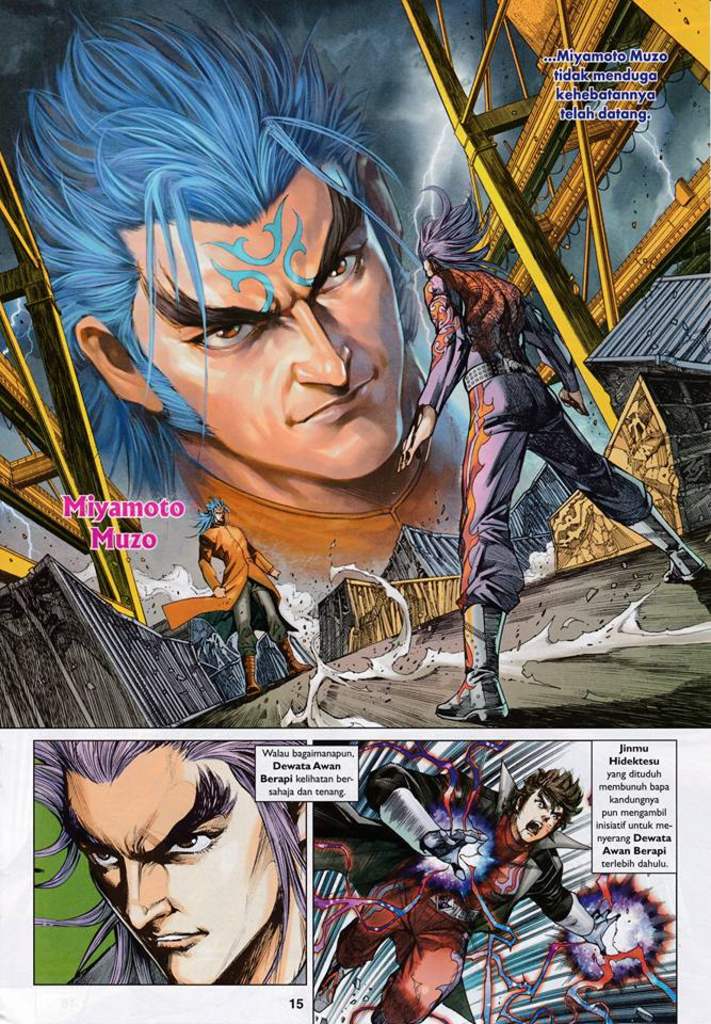 ...Miyamoto Muzo
tidak menduga
kehebatannya
telah datang.
Miyamoto
Muzo
Walau bagaimanapun,
Dewata Awan
Berapi kelihatan ber-
sahaja dan tenang.
Jinmu
Hidektesu
yang dituduh
membunuh bapa
kandungnya
pun mengambil
inisiatif untuk me-
nyerang Dewata
Awan Berapi
terlebih dahulu.
15